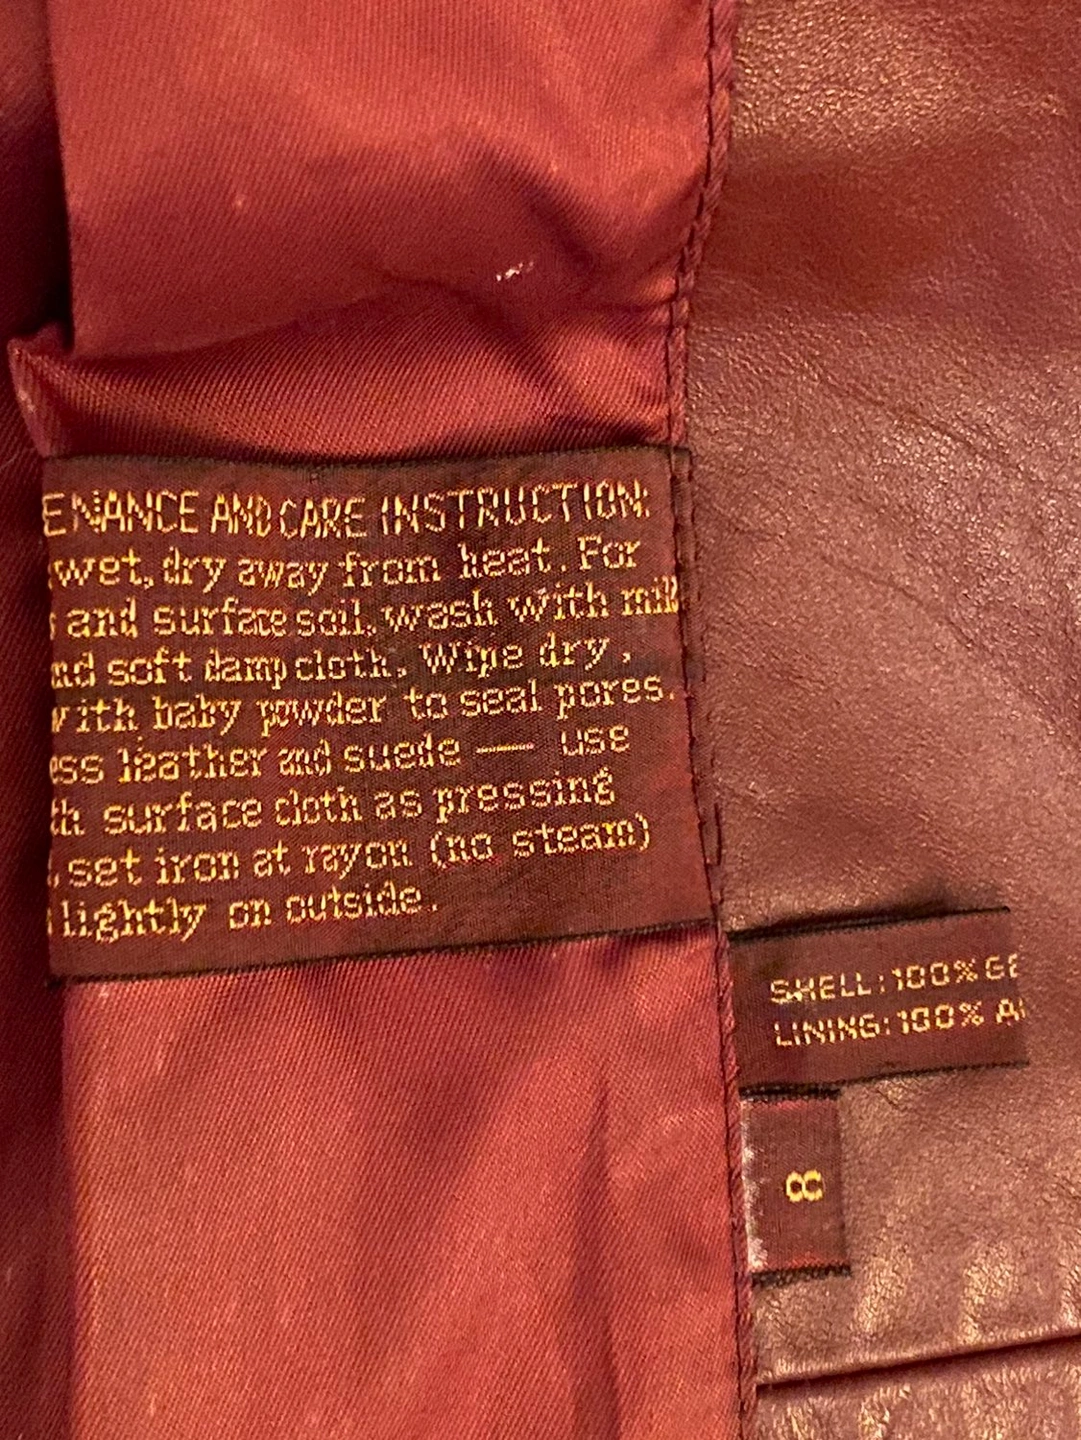 ENANCE AND CARE INSTRUCTION:
wet, dry away from heat. For
and surface soil, wash with mil
nd soft damp cloth. Wipe dry,
with baby powder to seal pores.
ess leather and suede — use
th surface cloth as pressing
set iron at rayon (no steam)
lightly on outside.
SHELL: 100% GE
LINING: 100% A
8